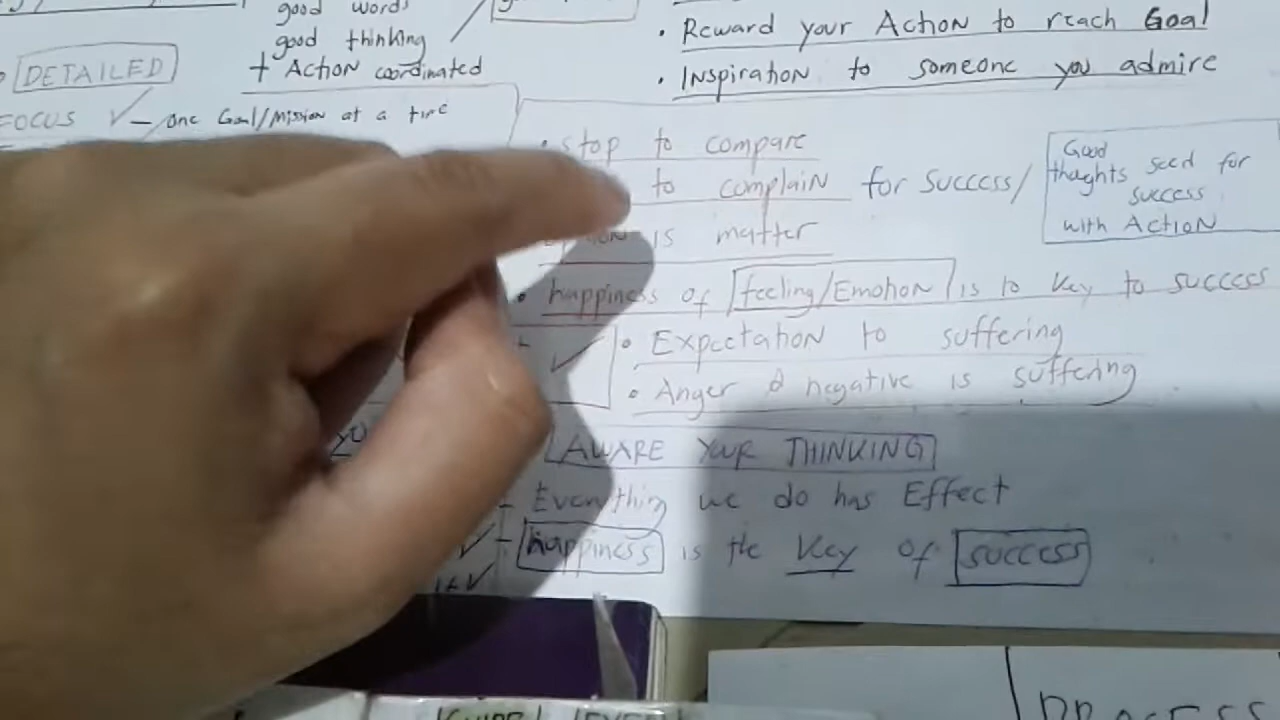 good words
good thinking
+ Action coordinated
DETAILED
FOCUS ✓ – one Goal/Mission at a time
• Reward your Action to reach Goal
• Inspiration to someone you admire
• stop to compare
to complain for success/
is matter
Good
thoghts seed for
success
with Action
• happiness of feeling/Emotion is to key to success
• Expectation to suffering
• Anger & negative is suffering
AWARE YOUR THINKING
- Everything we do has Effect
- happiness is the key of success
PROCESS